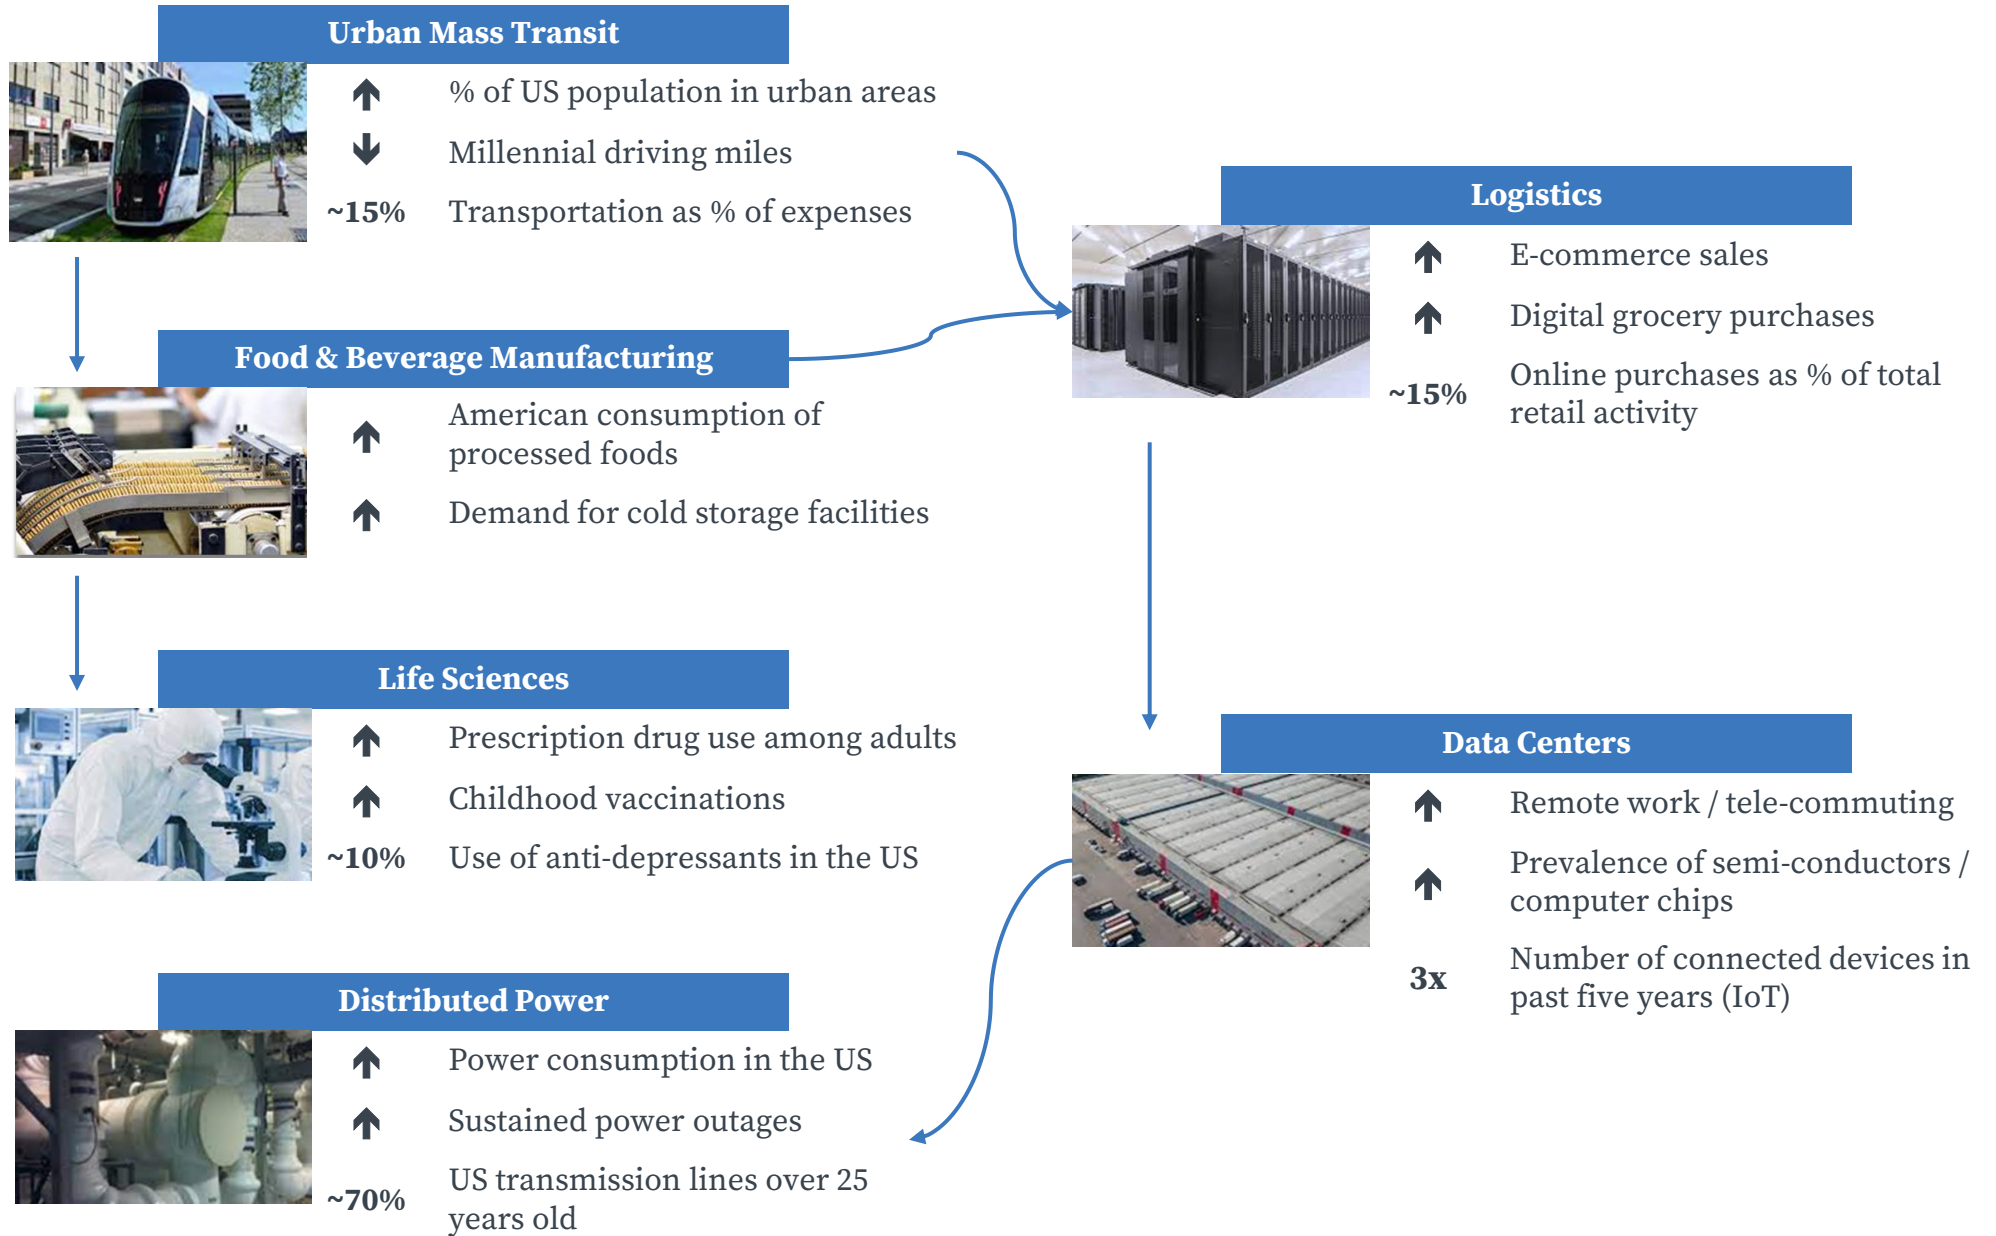 Urban Mass Transit
% of US population in urban areas
Millennial driving miles
~15% Transportation as % of expenses
Food & Beverage Manufacturing
American consumption of
processed foods
Demand for cold storage facilities
Life Sciences
Prescription drug use among adults
Childhood vaccinations
~10% Use of anti-depressants in the US
Distributed Power
Power consumption in the US
Sustained power outages
~70% US transmission lines over 25
years old
Logistics
E-commerce sales
Digital grocery purchases
~15% Online purchases as % of total
retail activity
Data Centers
Remote work / tele-commuting
Prevalence of semi-conductors /
computer chips
3x Number of connected devices in
past five years (IoT)